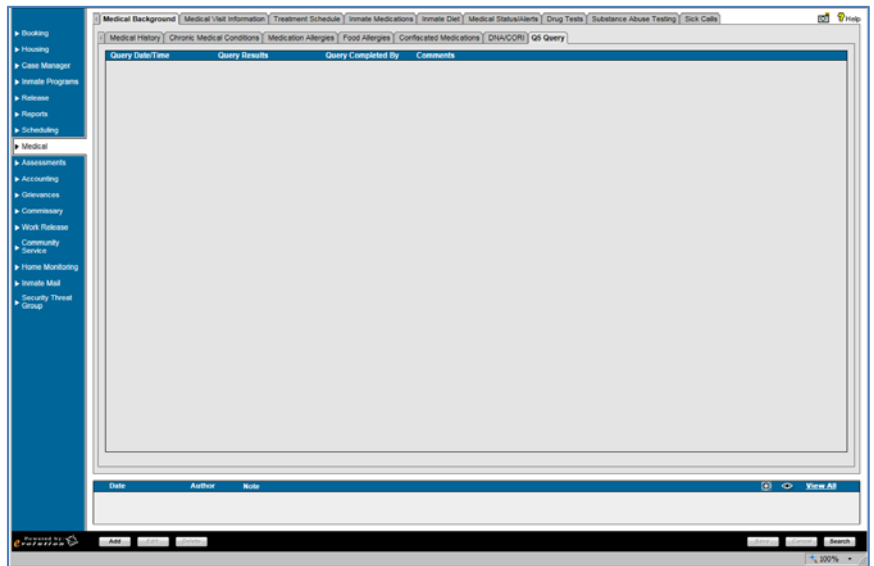 Medical Background Medical Visit Information Treatment Schedule Inmate Medications Inmate Diet Medical Status/Alerts Drug Tests Substance Abuse Testing Sick Calls Help
Medical History Chronic Medical Conditions Medication Allergies Food Allergies Confiscated Medications DNA/CORI Q5 Query
Query Date/Time Query Results Query Completed By Comments
Booking
Housing
Case Manager
Inmate Programs
Release
Reports
Scheduling
Medical
Assessments
Accounting
Grievances
Commissary
Work Release
Community
Service
Home Monitoring
Inmate Mail
Security Threat
Group
Date Author Note View All
Powered by
evolution
Add Edit Delete Save Cancel Search
100%